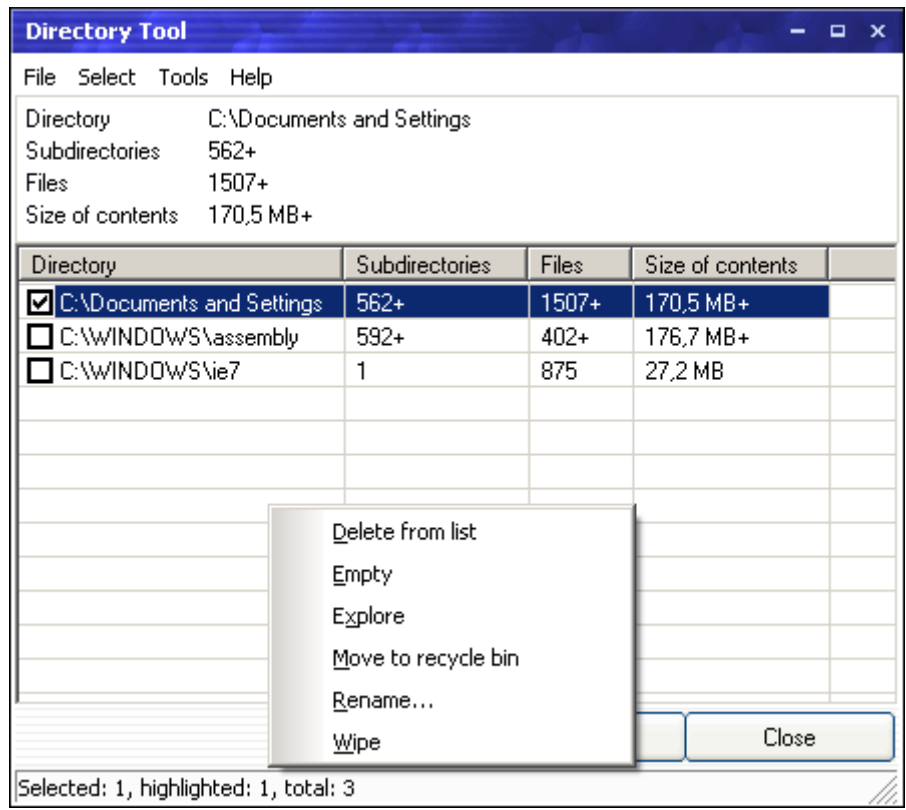 Directory Tool
File Select Tools Help
Directory C:\Documents and Settings
Subdirectories 562+
Files 1507+
Size of contents 170,5 MB+
Directory Subdirectories Files Size of contents
C:\Documents and Settings 562+ 1507+ 170,5 MB+
C:\WINDOWS\assembly 592+ 402+ 176,7 MB+
C:\WINDOWS\ie7 1 875 27,2 MB
Delete from list
Empty
Explore
Move to recycle bin
Rename...
Wipe
Close
Selected: 1, highlighted: 1, total: 3